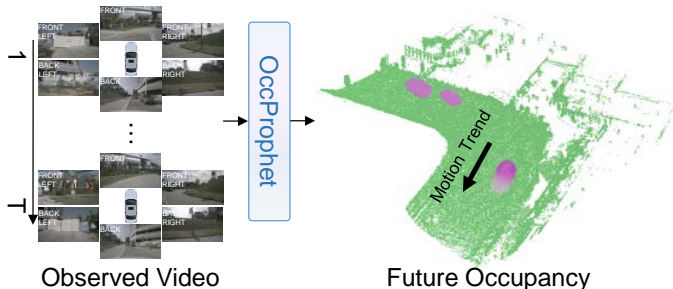 FRONT
FRONT
LEFT
FRONT
RIGHT
1
BACK
LEFT
BACK
BACK
RIGHT
...
FRONT
FRONT
LEFT
FRONT
RIGHT
T
BACK
LEFT
BACK
BACK
RIGHT
Observed Video
OccProphet
Motion Trend
Future Occupancy